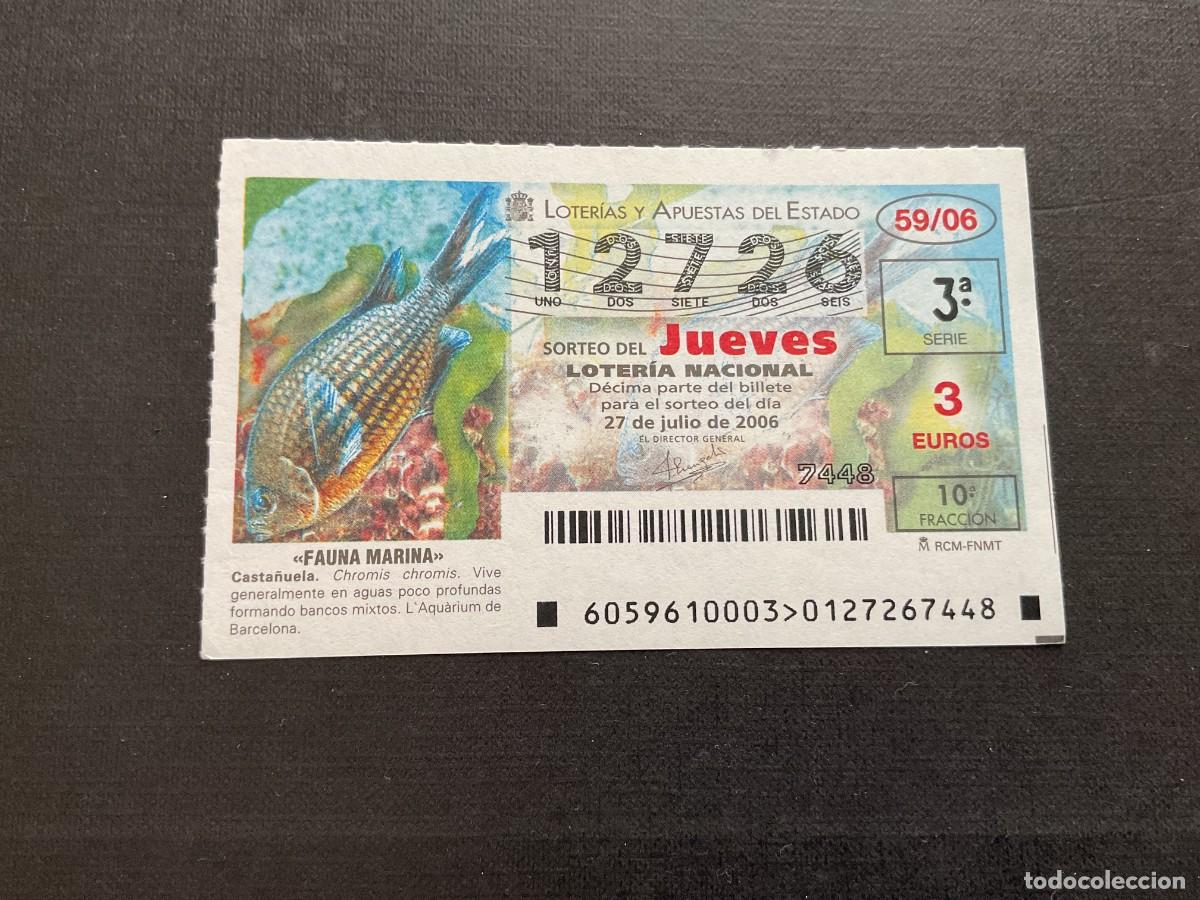 LOTERÍAS Y APUESTAS DEL ESTADO
59/06
12726
UNO DOS SIETE DOS SEIS
3ª
SERIE
SORTEO DEL Jueves
LOTERÍA NACIONAL
Décima parte del billete
para el sorteo del día
27 de julio de 2006
EL DIRECTOR GENERAL
3
EUROS
7448
10ª
FRACCIÓN
RCM-FNMT
«FAUNA MARINA»
Castañuela. Chromis chromis. Vive
generalmente en aguas poco profundas
formando bancos mixtos. L`Aquàrium de
Barcelona.
6059610003>0127267448
todocoleccion